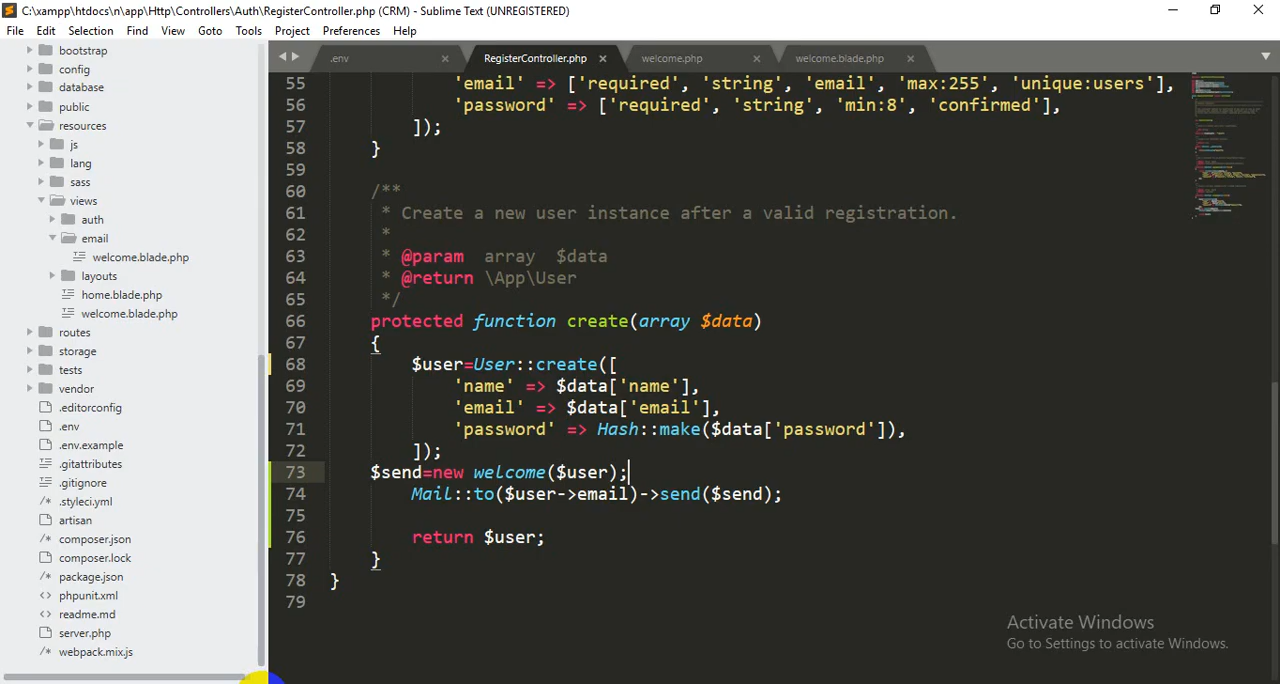 C:\xampp\htdocs\n\app\Http\Controllers\Auth\RegisterController.php (CRM) - Sublime Text (UNREGISTERED)
File Edit Selection Find View Goto Tools Project Preferences Help
.env RegisterController.php welcome.php welcome.blade.php
bootstrap
config
database
public
resources
js
lang
sass
views
auth
email
welcome.blade.php
layouts
home.blade.php
welcome.blade.php
routes
storage
tests
vendor
.editorconfig
.env
.env.example
.gitattributes
.gitignore
.styleci.yml
artisan
composer.json
composer.lock
package.json
phpunit.xml
readme.md
server.php
webpack.mix.js
55 'email' => ['required', 'string', 'email', 'max:255', 'unique:users'],
56 'password' => ['required', 'string', 'min:8', 'confirmed'],
57 ]);
58 }
59
60 /**
61 * Create a new user instance after a valid registration.
62 *
63 * @param array $data
64 * @return \App\User
65 */
66 protected function create(array $data)
67 {
68 $user=User::create([
69 'name' => $data['name'],
70 'email' => $data['email'],
71 'password' => Hash::make($data['password']),
72 ]);
73 $send=new welcome($user);
74 Mail::to($user->email)->send($send);
75
76 return $user;
77 }
78 }
79
Activate Windows
Go to Settings to activate Windows.